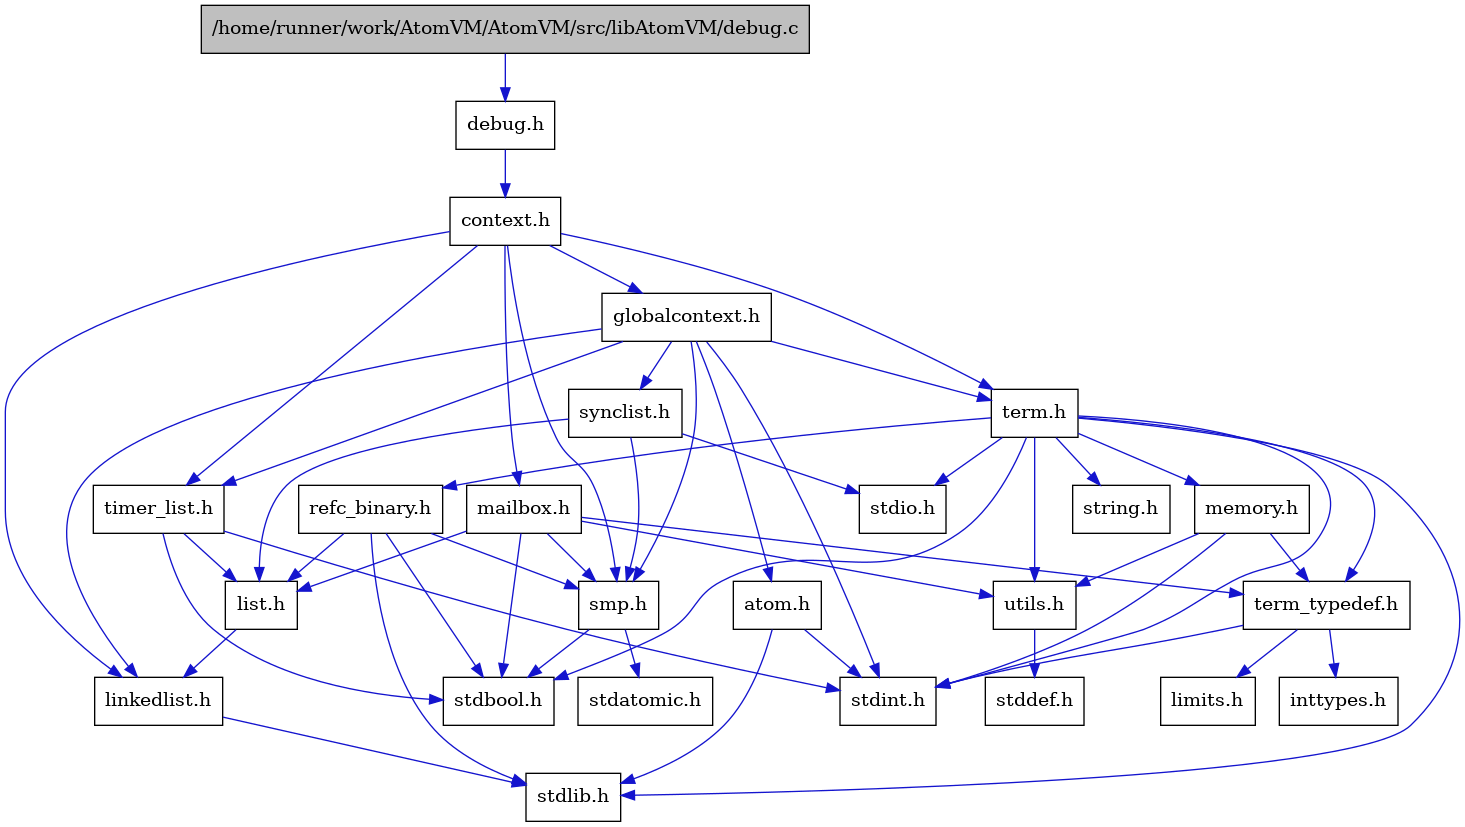 /home/runner/work/AtomVM/AtomVM/src/libAtomVM/debug.c
debug.h
context.h
globalcontext.h
synclist.h
term.h
timer_list.h
refc_binary.h
mailbox.h
stdio.h
string.h
memory.h
list.h
smp.h
atom.h
utils.h
term_typedef.h
linkedlist.h
stdbool.h
stdatomic.h
stdint.h
stddef.h
limits.h
inttypes.h
stdlib.h